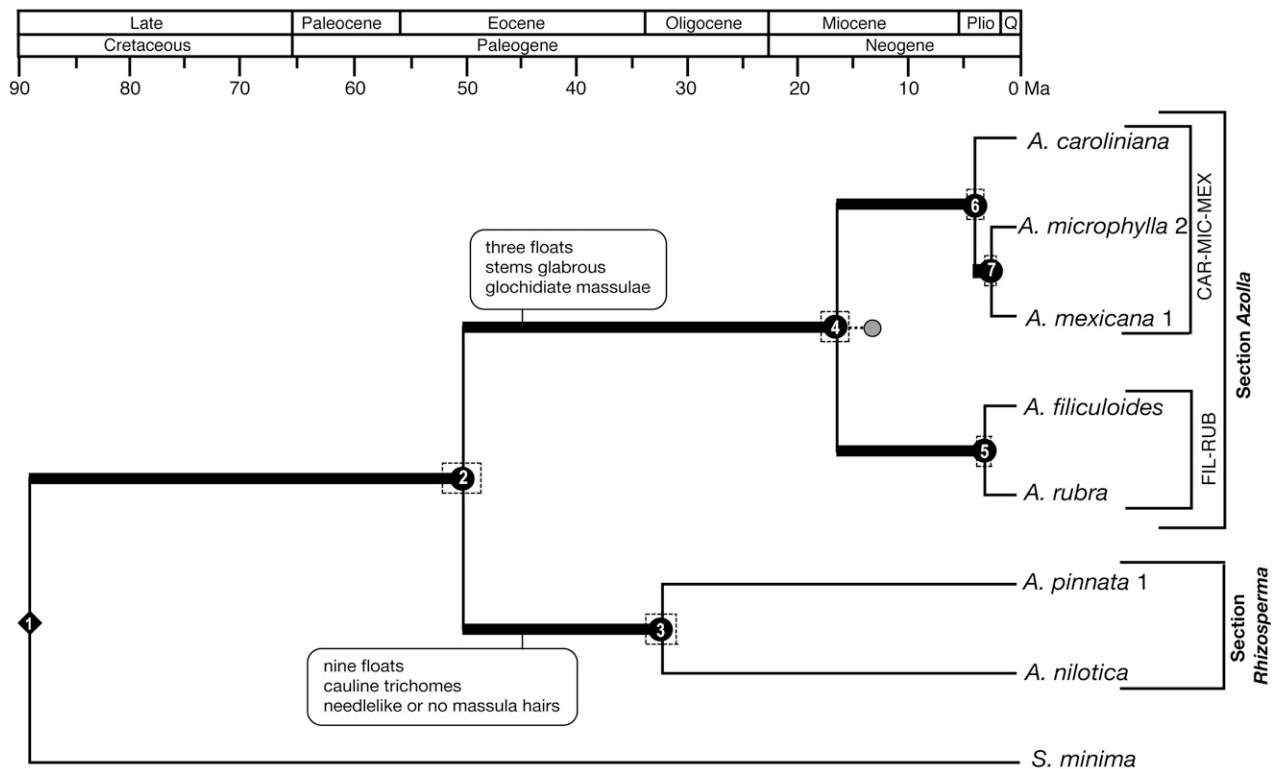 Late Paleocene Eocene Oligocene Miocene Plio Q
Cretaceous Paleogene Neogene
90 80 70 60 50 40 30 20 10 0 Ma
A. caroliniana
6
A. microphylla 2
7
A. mexicana 1
CAR-MIC-MEX
three floats
stems glabrous
glochidiate massulae
4
A. filiculoides
5
A. rubra
FIL-RUB
Section Azolla
2
A. pinnata 1
1
3
nine floats
cauline trichomes
needlelike or no massula hairs
A. nilotica
Section
Rhizosperma
S. minima